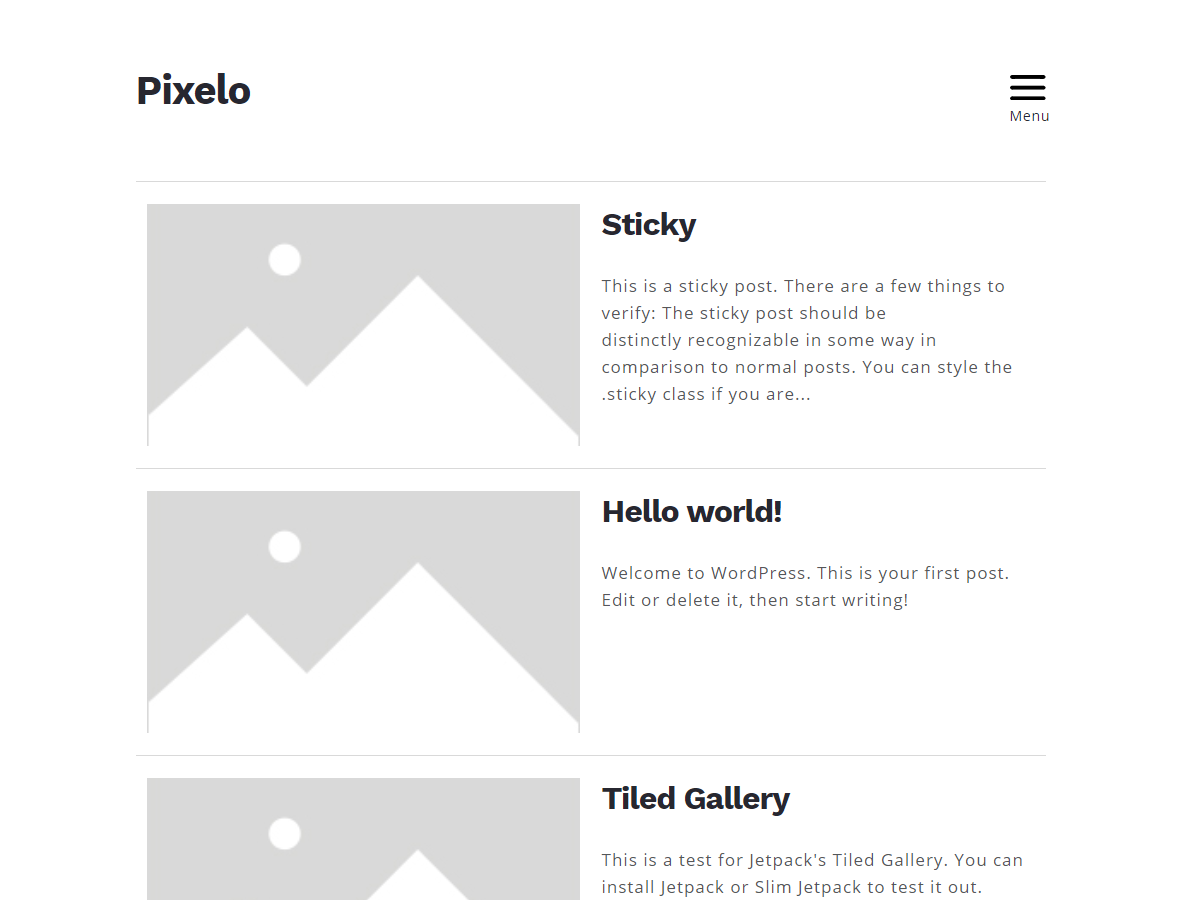 Pixelo
Menu
Sticky
This is a sticky post. There are a few things to
verify: The sticky post should be
distinctly recognizable in some way in
comparison to normal posts. You can style the
.sticky class if you are...
Hello world!
Welcome to WordPress. This is your first post.
Edit or delete it, then start writing!
Tiled Gallery
This is a test for Jetpack's Tiled Gallery. You can
install Jetpack or Slim Jetpack to test it out.